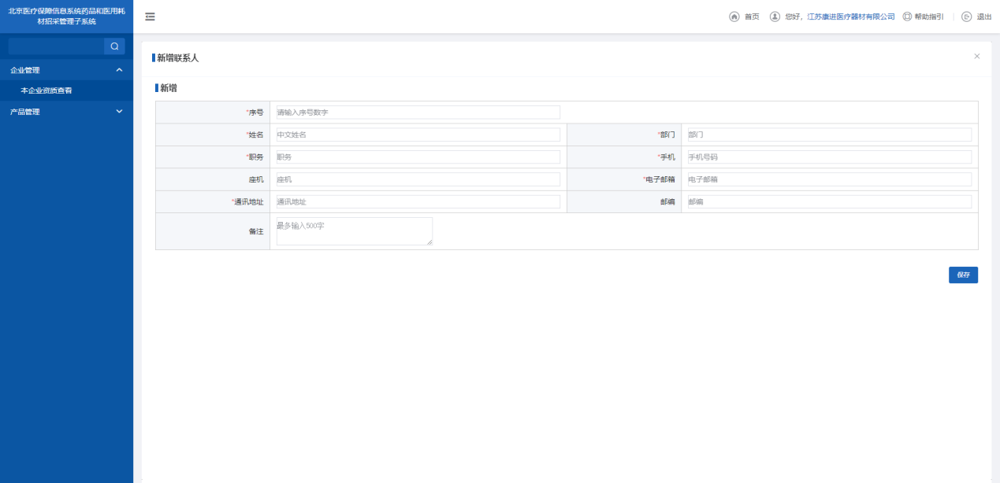 北京医疗保障信息系统药品和医用耗
材招采管理子系统
首页 您好，江苏康进医疗器材有限公司 帮助指引 退出
企业管理
本企业资质查看
产品管理
新增联系人
新增
*序号 请输入序号数字
*姓名 中文姓名 *部门 部门
*职务 职务 *手机 手机号码
座机 座机 *电子邮箱 电子邮箱
*通讯地址 通讯地址 邮编 邮编
备注 最多输入500字
保存